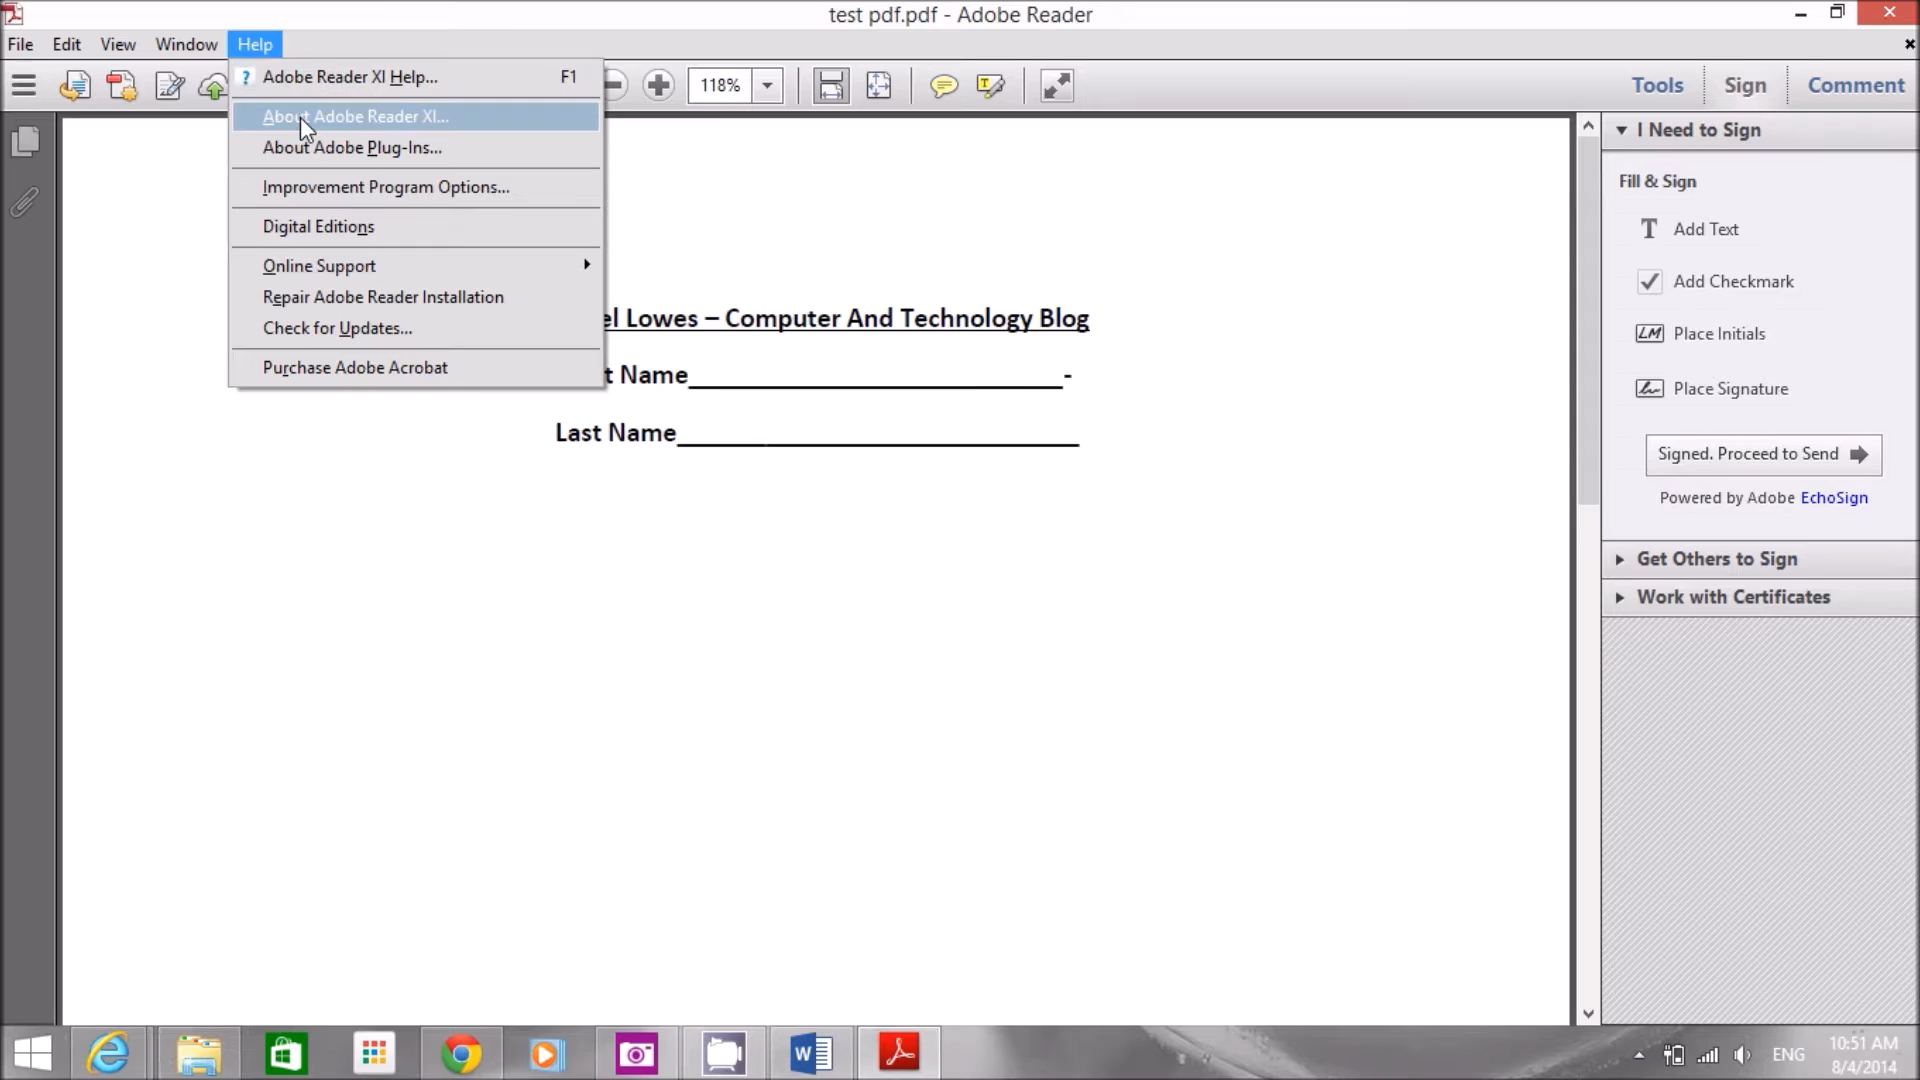 test pdf.pdf - Adobe Reader
File Edit View Window Help
Adobe Reader XI Help... F1
About Adobe Reader XI...
About Adobe Plug-Ins...
Improvement Program Options...
Digital Editions
Online Support
Repair Adobe Reader Installation
Check for Updates...
Purchase Adobe Acrobat
118%
Tools Sign Comment
el Lowes – Computer And Technology Blog
t Name______________________________-
Last Name________________________________
I Need to Sign
Fill & Sign
T Add Text
Add Checkmark
LM Place Initials
Place Signature
Signed. Proceed to Send
Powered by Adobe EchoSign
Get Others to Sign
Work with Certificates
ENG
10:51 AM
8/4/2014